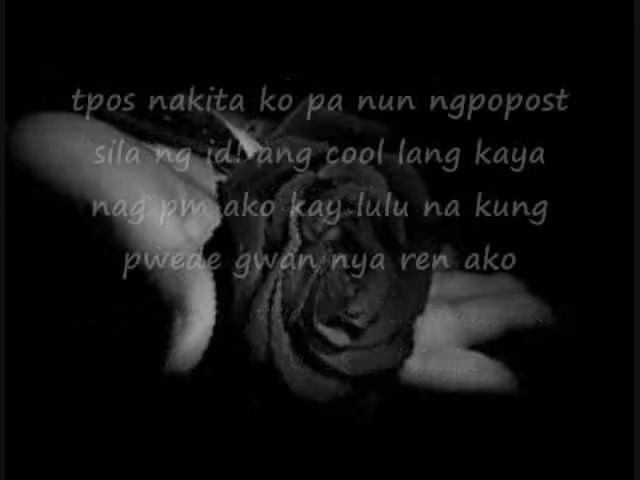 tpos nakita ko pa nun ngpopost
sila ng id! ang cool lang kaya
nag pm ako kay lulu na kung
pwede gwan nya ren ako